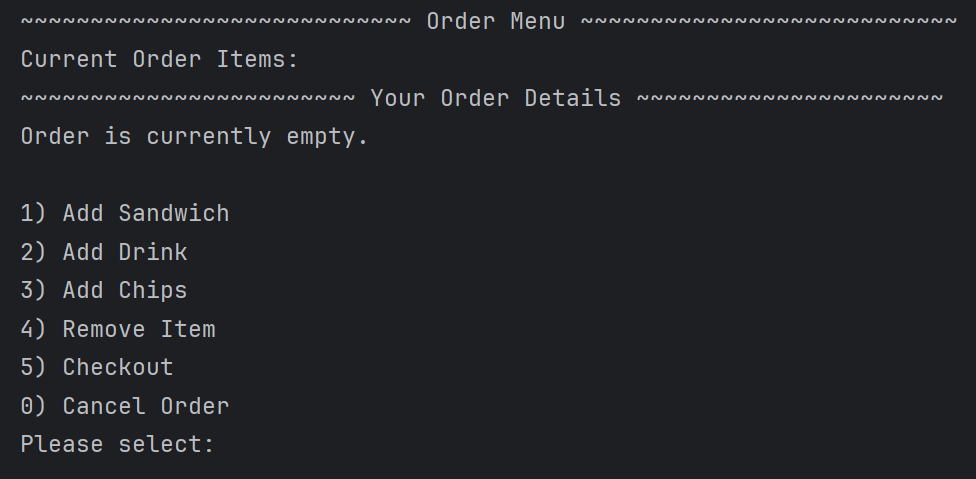 ~~~~~~~~~~~~~~~~~~~~~~~~~~~~ Order Menu ~~~~~~~~~~~~~~~~~~~~~~~~~~~
Current Order Items:
~~~~~~~~~~~~~~~~~~~~~~~~ Your Order Details ~~~~~~~~~~~~~~~~~~~~~~
Order is currently empty.
1) Add Sandwich
2) Add Drink
3) Add Chips
4) Remove Item
5) Checkout
0) Cancel Order
Please select: